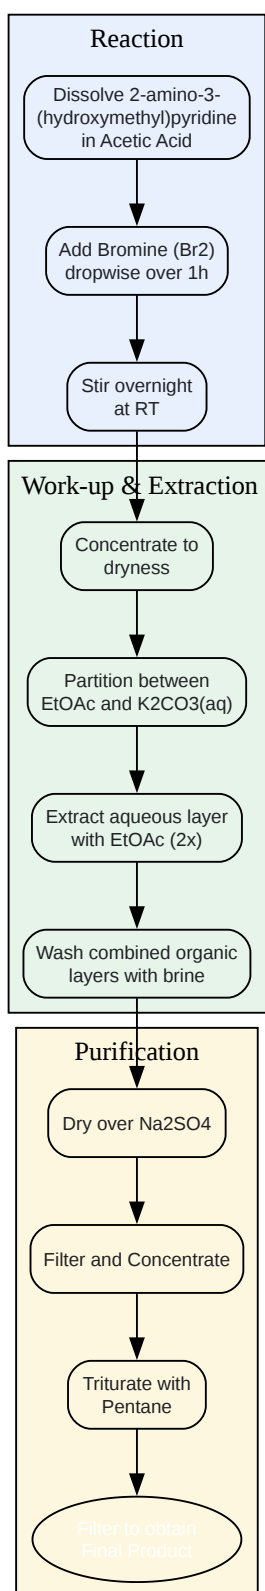 Reaction
Dissolve 2-amino-3-
(hydroxymethyl)pyridine
in Acetic Acid
Add Bromine (Br2)
dropwise over 1h
Stir overnight
at RT
Work-up & Extraction
Concentrate to
dryness
Partition between
EtOAc and K2CO3(aq)
Extract aqueous layer
with EtOAc (2x)
Wash combined organic
layers with brine
Purification
Dry over Na2SO4
Filter and Concentrate
Triturate with
Pentane
Filter to obtain
Final Product